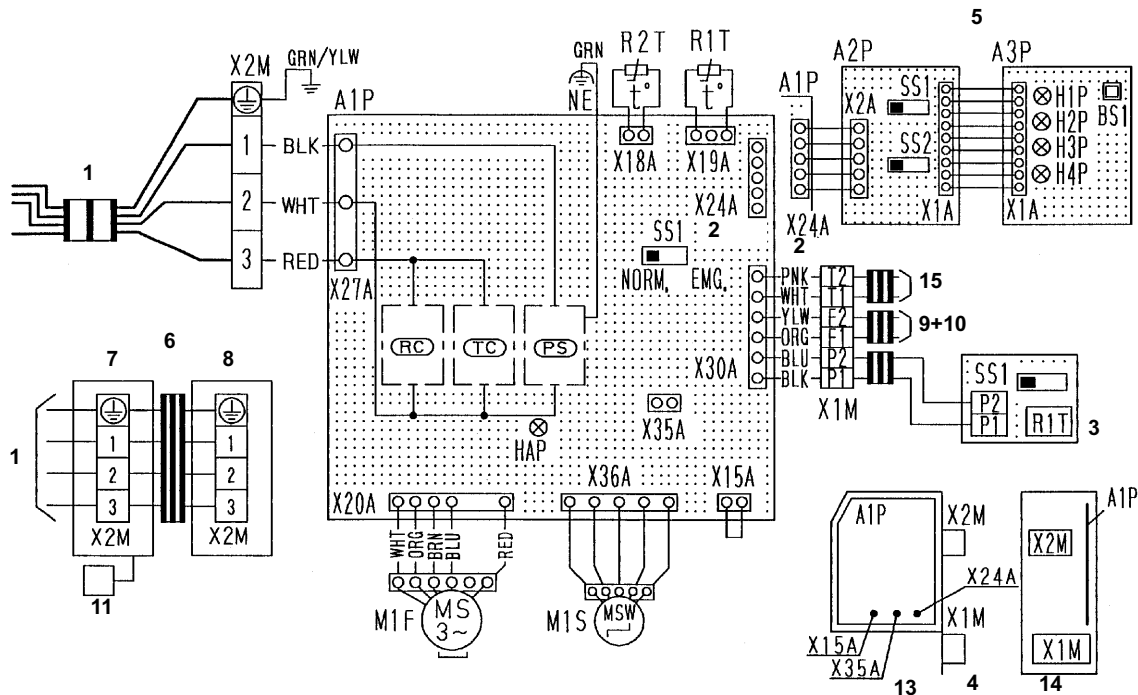 5
X2M GRN/YLW GRN R2T R1T A2P A3P
A1P NE t° t° A1P SS1 H1P BS1
X2A H2P
1 1 BLK X18A X19A SS2 H3P
H4P
2 WHT X24A X24A X1A X1A
SS1 2 2
3 RED NORM. EMG. PNK T2 15
X27A WHT T1
YLW F2 9+10
RC TC PS ORG F1
6 X30A BLU P2
7 8 BLK P1 SS1
X1M P2
P1 R1T 3
X35A
HAP
1 1 1
2 2 X20A X36A X15A
3 3 A1P X2M A1P
X2M X2M WHT ORG BRN BLU RED X2M
X24A
11 M1F MS 3~ M1S MSW X1M
X15A X1M
X35A
13 4 14